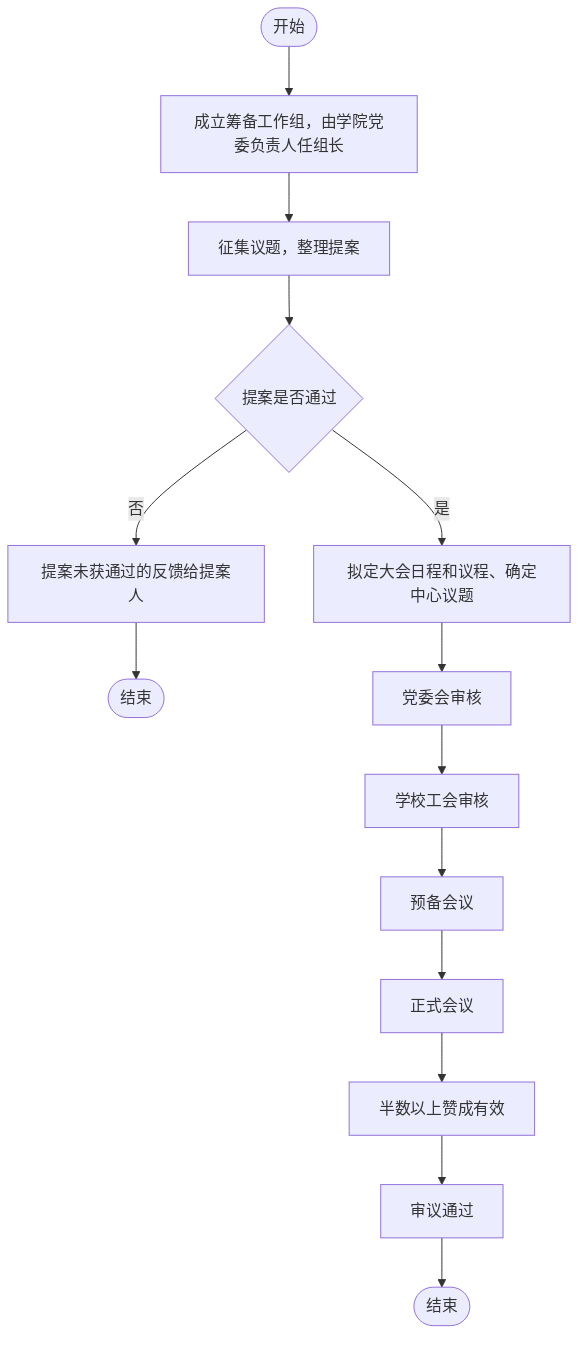 开始
成立筹备工作组，由学院党
委负责人任组长
征集议题，整理提案
提案是否通过
否
是
提案未获通过的反馈给提案
人
拟定大会日程和议程、确定
中心议题
结束
党委会审核
学校工会审核
预备会议
正式会议
半数以上赞成有效
审议通过
结束